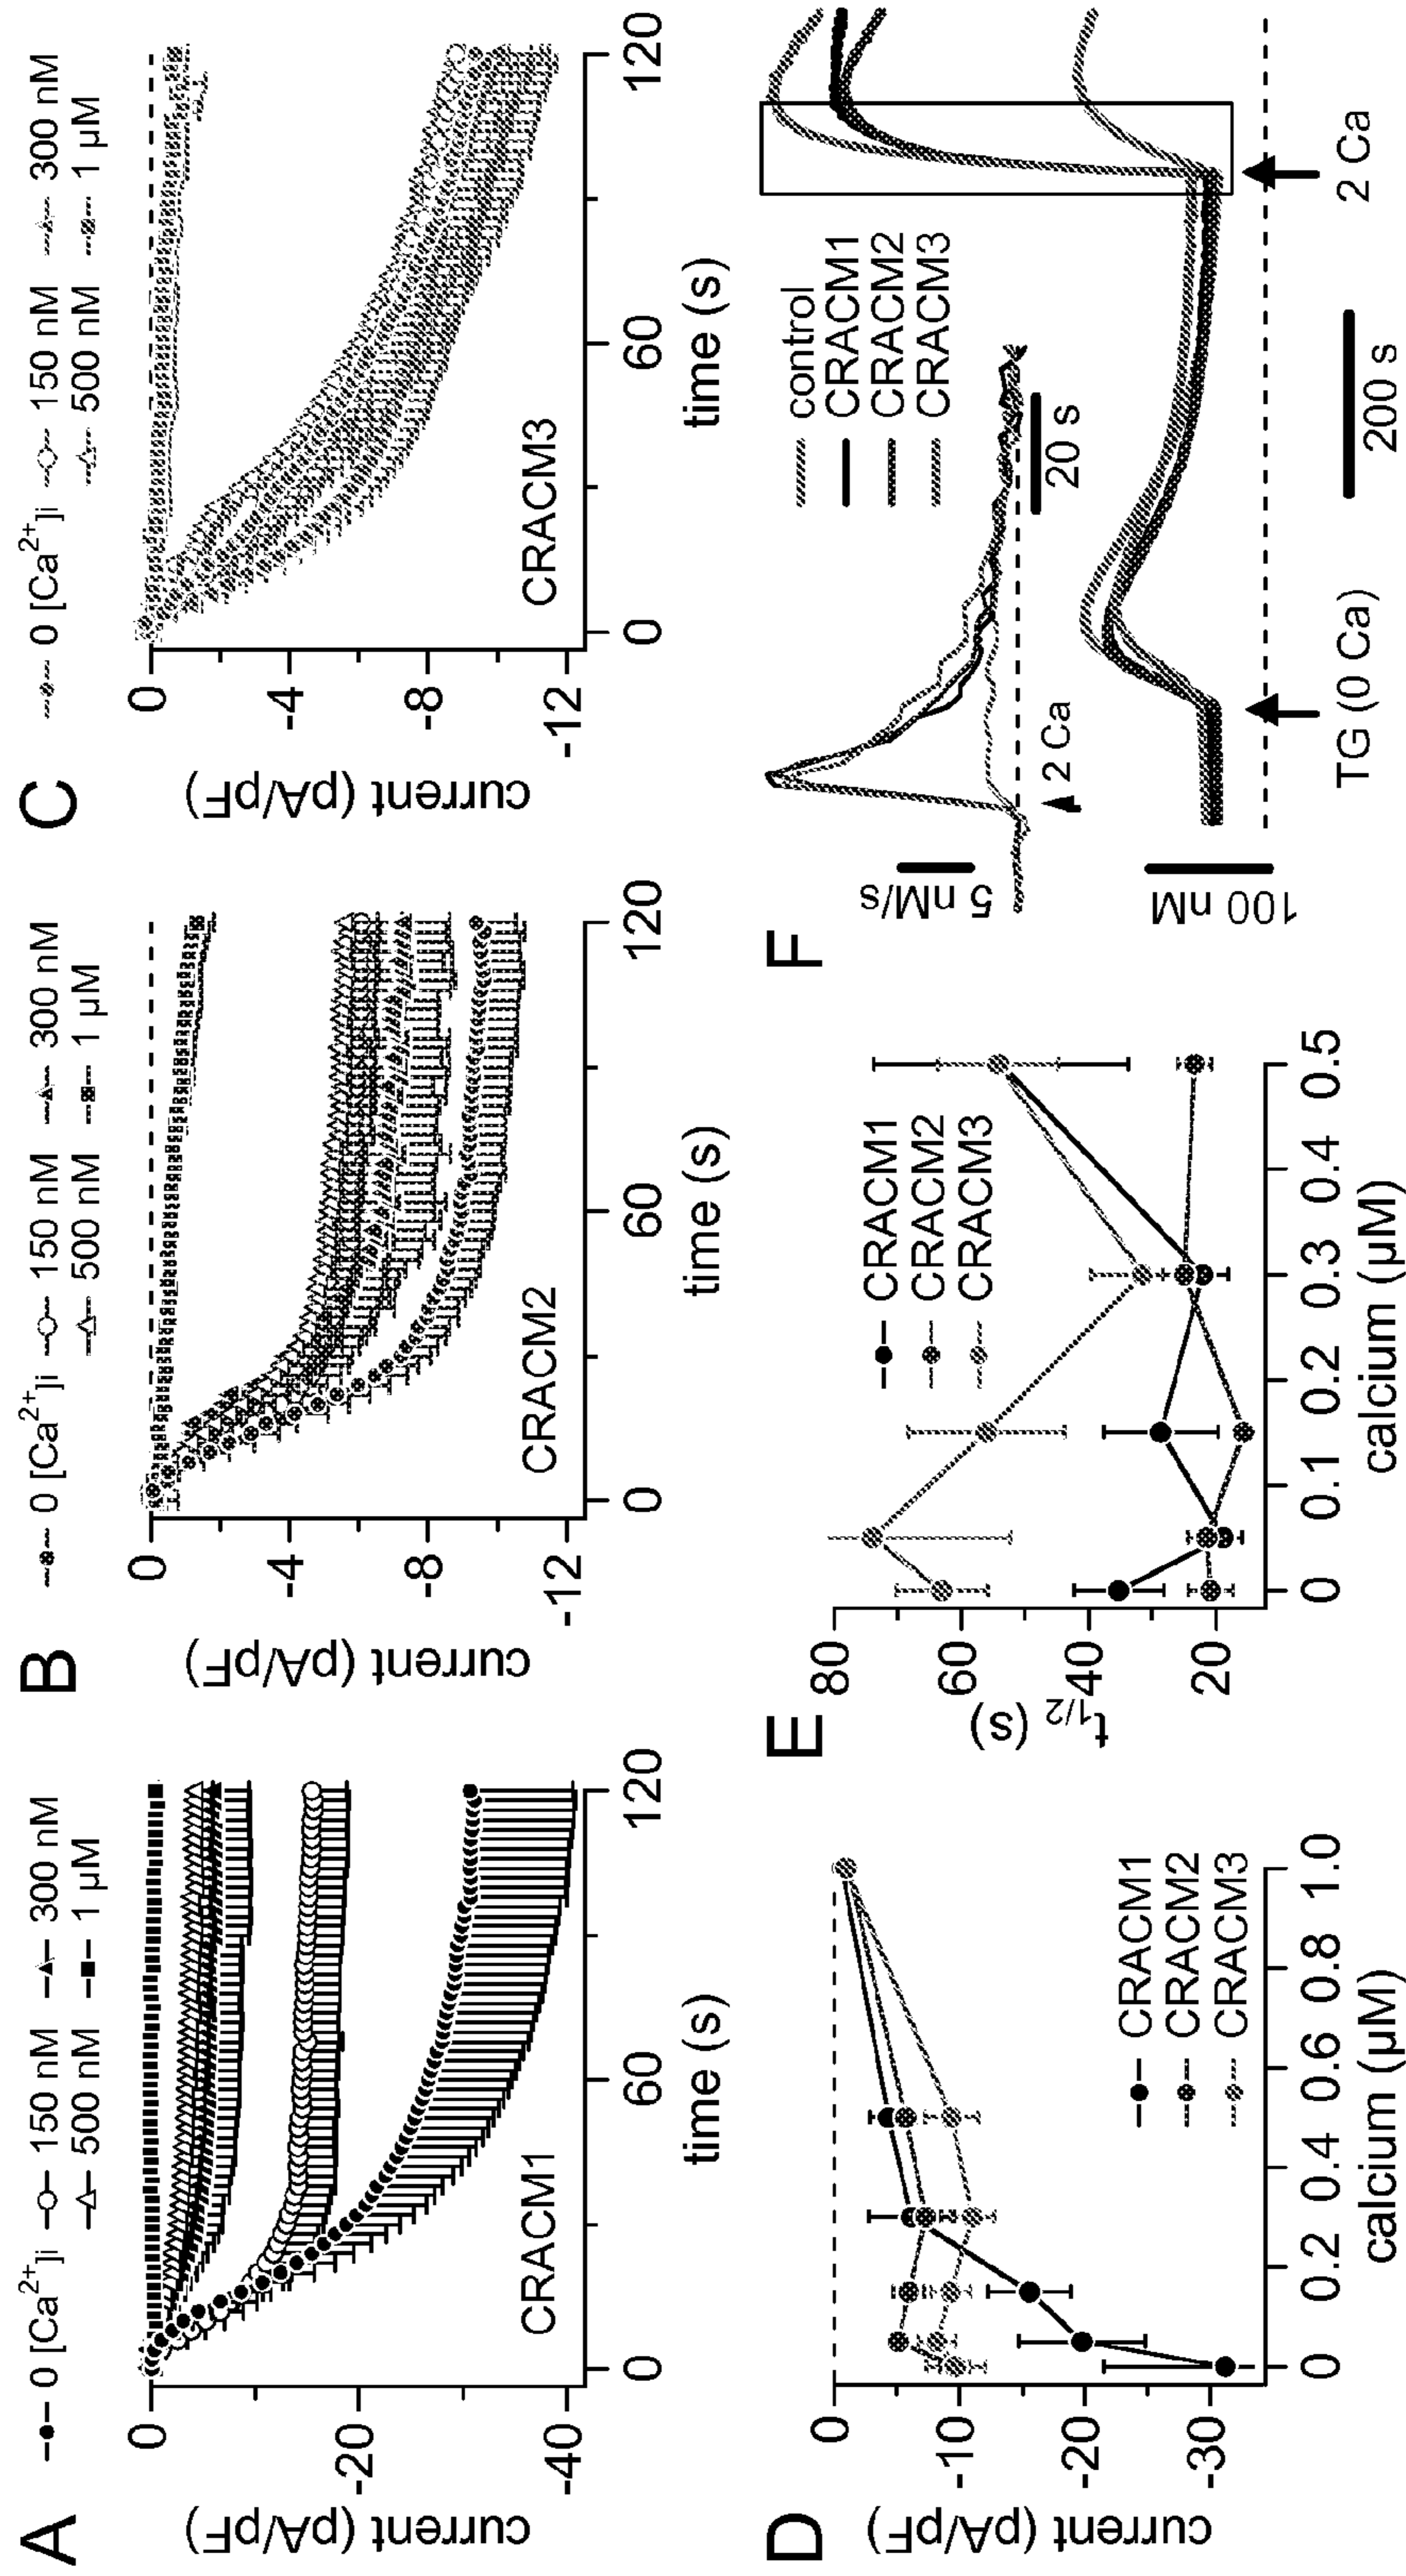 A
0 [Ca2+]i 150 nM 300 nM
500 nM 1 µM
current (pA/pF)
0
-20
-40
CRACM1
0 60 120
time (s)
B
0 [Ca2+]i 150 nM 300 nM
500 nM 1 µM
current (pA/pF)
0
-4
-8
-12
CRACM2
0 60 120
time (s)
C
0 [Ca2+]i 150 nM 300 nM
500 nM 1 µM
current (pA/pF)
0
-4
-8
-12
CRACM3
0 60 120
time (s)
D
current (pA/pF)
0
-10
-20
-30
CRACM1
CRACM2
CRACM3
0 0.2 0.4 0.6 0.8 1.0
calcium (µM)
E
t1/2 (s)
80
60
40
20
CRACM1
CRACM2
CRACM3
0 0.1 0.2 0.3 0.4 0.5
calcium (µM)
F
5 nM/s
2 Ca
20 s
control
CRACM1
CRACM2
CRACM3
100 nM
TG (0 Ca)
2 Ca
200 s